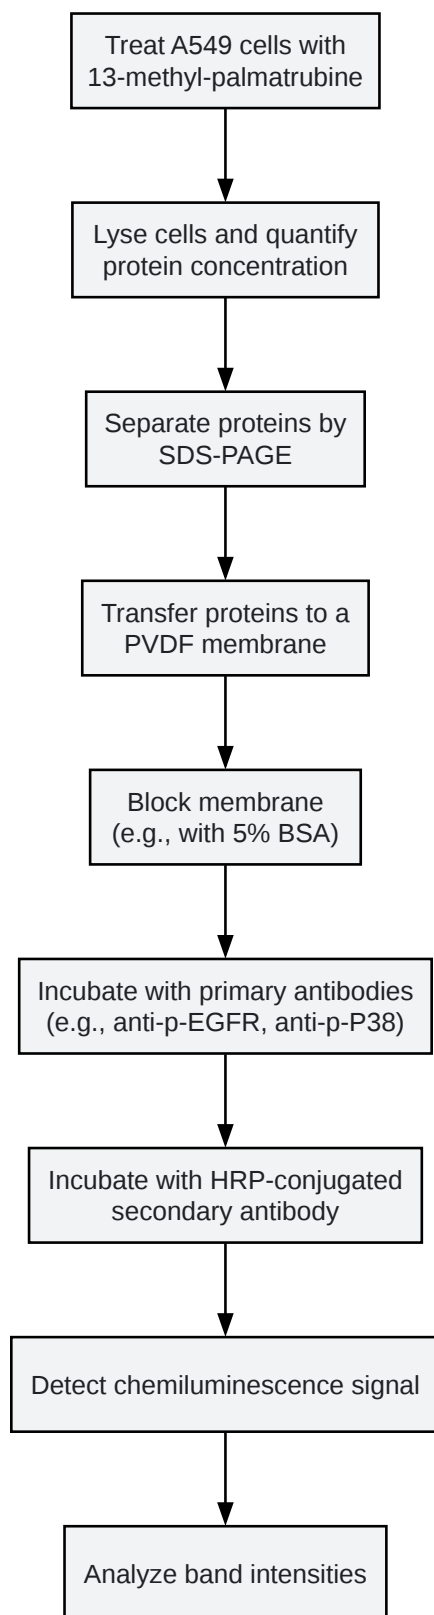 Treat A549 cells with
13-methyl-palmatrubine
Lyse cells and quantify
protein concentration
Separate proteins by
SDS-PAGE
Transfer proteins to a
PVDF membrane
Block membrane
(e.g., with 5% BSA)
Incubate with primary antibodies
(e.g., anti-p-EGFR, anti-p-P38)
Incubate with HRP-conjugated
secondary antibody
Detect chemiluminescence signal
Analyze band intensities